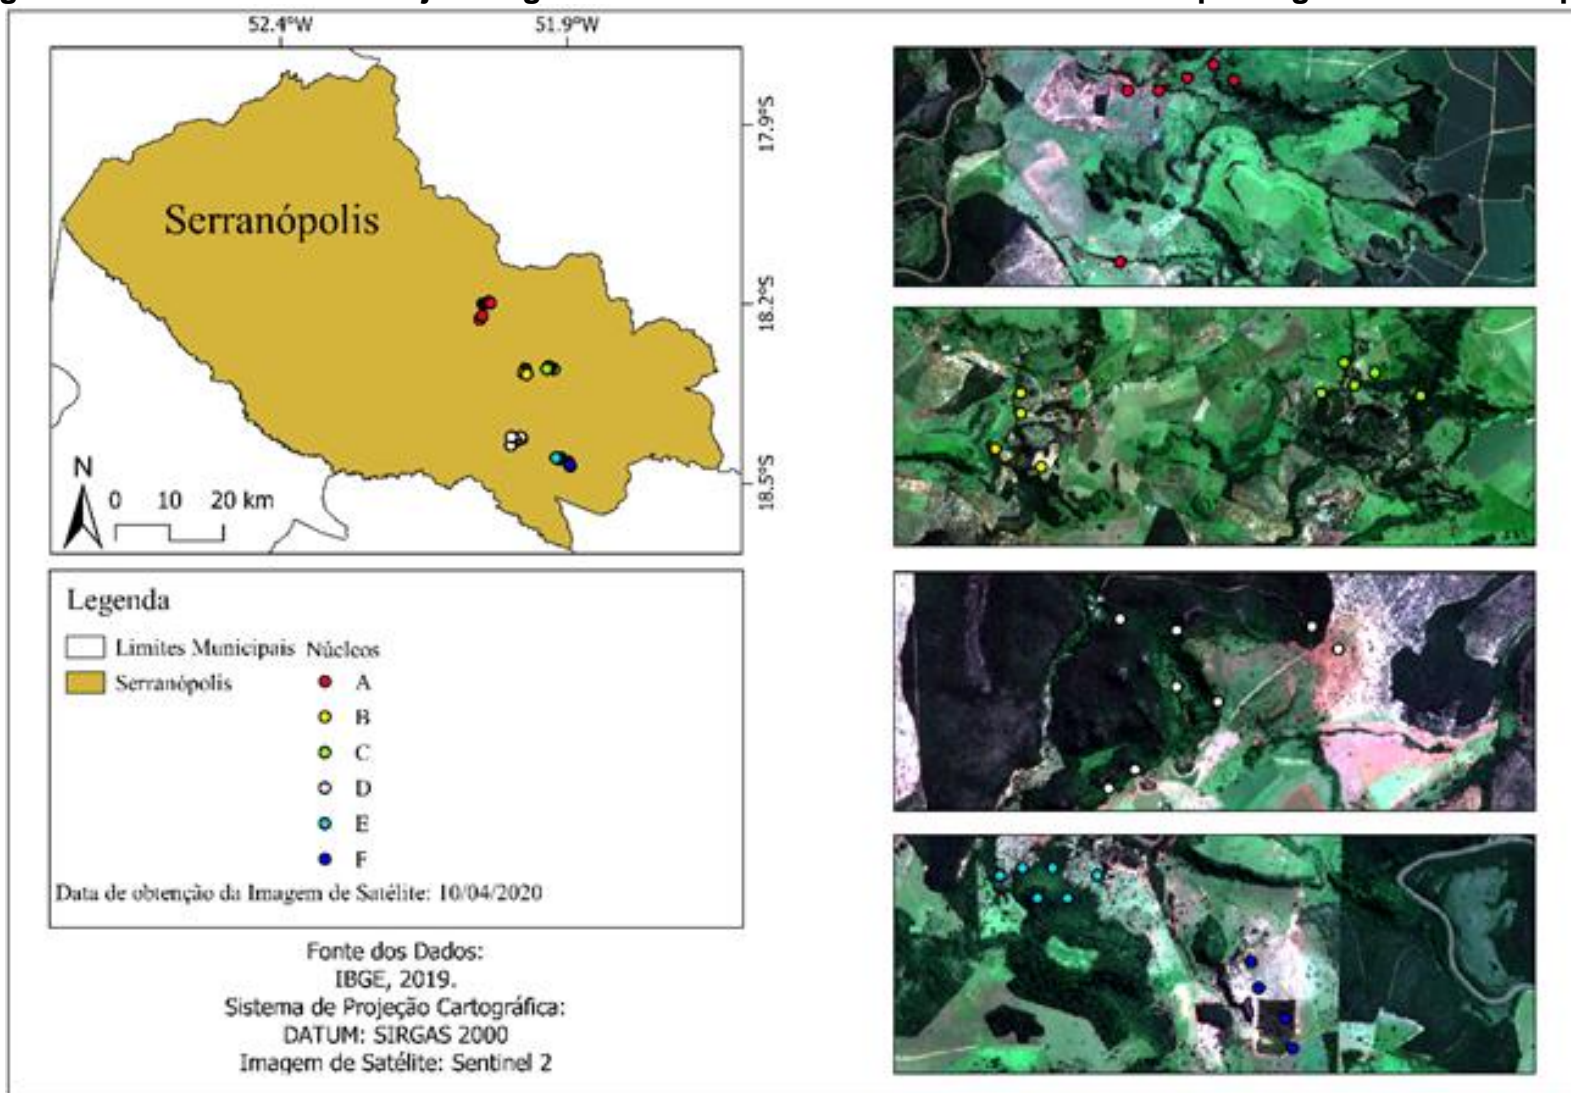 52.4°W 51.9°W
17.9°S
Serranópolis
18.2°S
18.5°S
N
0 10 20 km
Legenda
Limites Municipais Núcleos
Serranópolis
A
B
C
D
E
F
Data de obtenção da Imagem de Satélite: 10/04/2020
Fonte dos Dados:
IBGE, 2019.
Sistema de Projeção Cartográfica:
DATUM: SIRGAS 2000
Imagem de Satélite: Sentinel 2